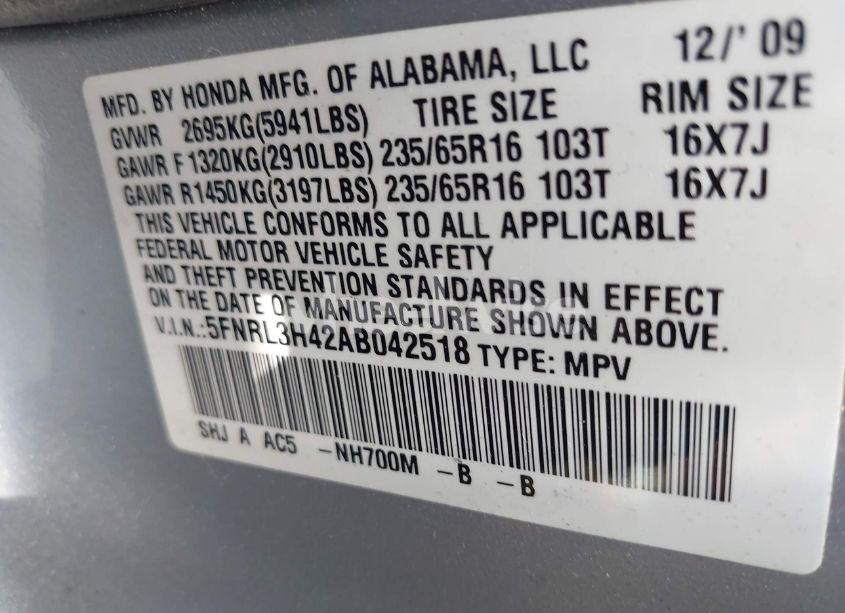 MFD. BY HONDA MFG. OF ALABAMA, LLC 12/' 09
GVWR 2695KG(5941LBS) TIRE SIZE RIM SIZE
GAWR F 1320KG(2910LBS) 235/65R16 103T 16X7J
GAWR R1450KG(3197LBS) 235/65R16 103T 16X7J
THIS VEHICLE CONFORMS TO ALL APPLICABLE
FEDERAL MOTOR VEHICLE SAFETY
AND THEFT PREVENTION STANDARDS IN EFFECT
ON THE DATE OF MANUFACTURE SHOWN ABOVE.
V.I.N.:5FNRL3H42AB042518 TYPE: MPV
SHJ A AC5 -NH700M -B -B